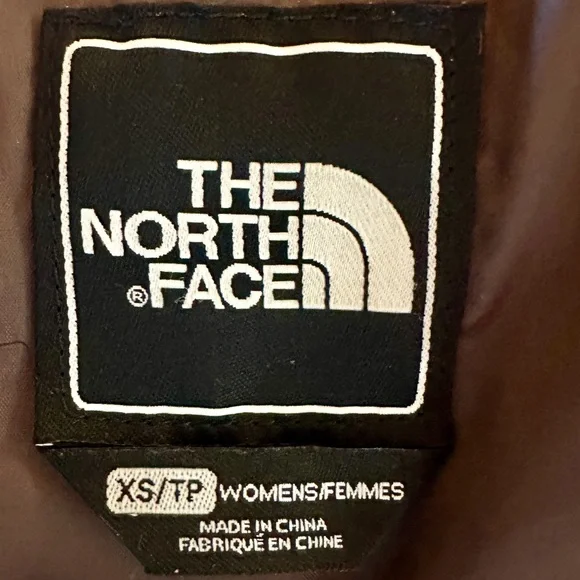 THE
NORTH
® FACE
XS/TP WOMENS/FEMMES
MADE IN CHINA
FABRIQUÉ EN CHINE